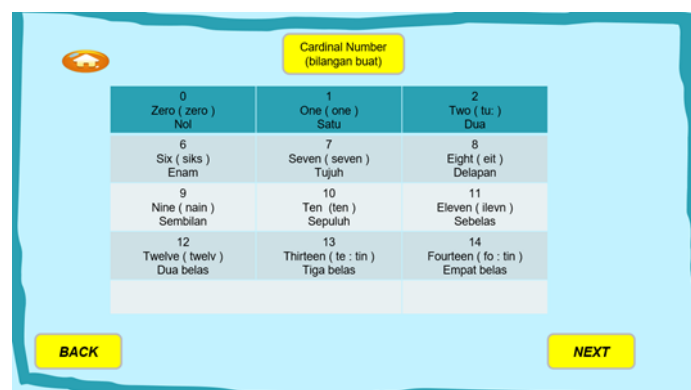 Cardinal Number
(bilangan buat)
0
Zero ( zero )
Nol
1
One ( one )
Satu
2
Two ( tu: )
Dua
6
Six ( siks )
Enam
7
Seven ( seven )
Tujuh
8
Eight ( eit )
Delapan
9
Nine ( nain )
Sembilan
10
Ten (ten )
Sepuluh
11
Eleven ( ilevn )
Sebelas
12
Twelve ( twelv )
Dua belas
13
Thirteen ( te : tin )
Tiga belas
14
Fourteen ( fo : tin )
Empat belas
BACK
NEXT